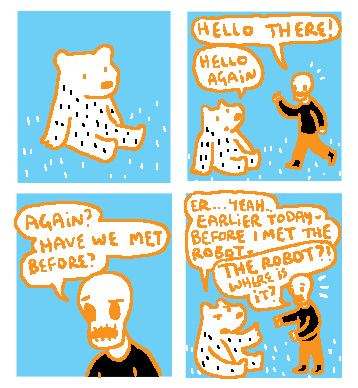 HELLO THERE!
HELLO
AGAIN
AGAIN?
HAVE WE MET
BEFORE?
ER...YEAH.
EARLIER TODAY-
BEFORE I MET THE
ROBOT.
THE ROBOT?!
WHERE IS
IT?